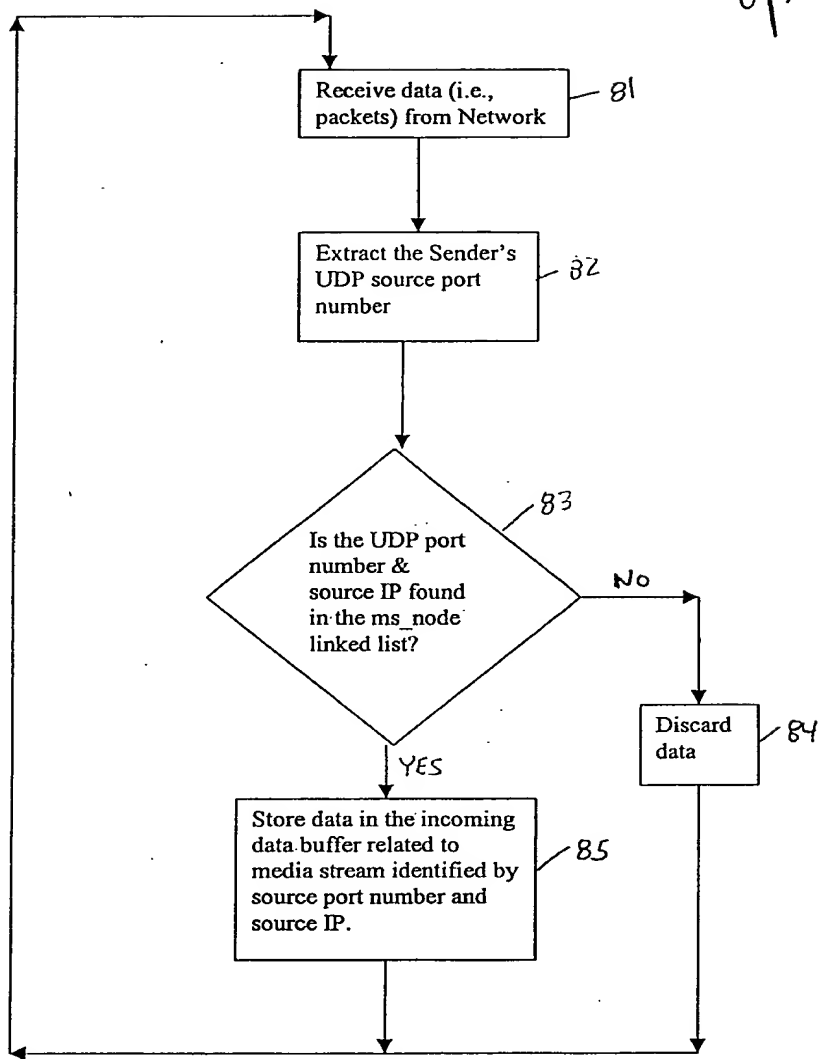 Receive data (i.e.,
packets) from Network
81
Extract the Sender's
UDP source port
number
82
Is the UDP port
number &
source IP found
in the ms_node
linked list?
83
NO
Discard
data
84
YES
Store data in the incoming
data buffer related to
media stream identified by
source port number and
source IP.
85